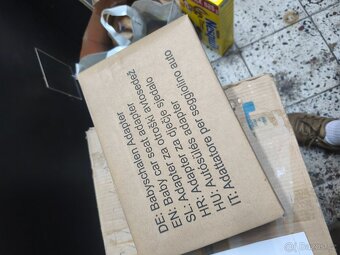 DE: Babyschalen Adapter
EN: Baby car seat adapter
SL: Adapter za otroški avtosedež
HR: Adapter za dječje sjedalo
HU: Autósülés adapter
IT: Adattatore per seggiolino auto